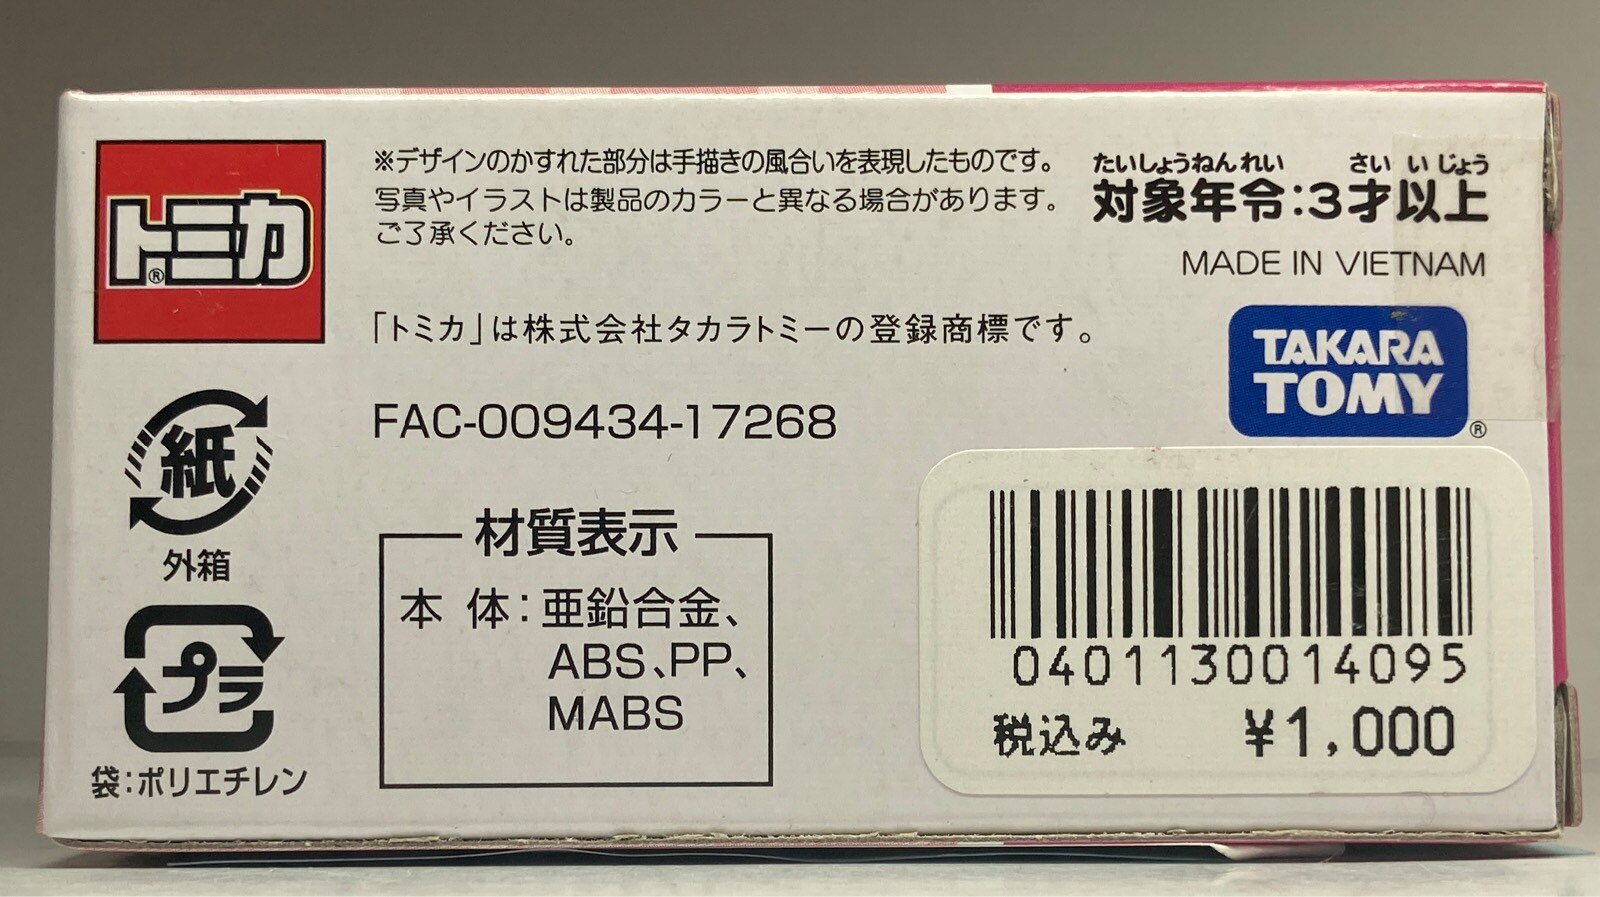 トミカ®
※デザインのかすれた部分は手描きの風合いを表現したものです。
写真やイラストは製品のカラーと異なる場合があります。
ご了承ください。
たいしょうねんれい さい いじょう
対象年令:3才以上
MADE IN VIETNAM
「トミカ」は株式会社タカラトミーの登録商標です。
TAKARA
TOMY®
FAC-009434-17268
紙
外箱
プラ
袋:ポリエチレン
材質表示
本 体:亜鉛合金、
ABS、PP、
MABS
0401130014095
税込み ¥1,000